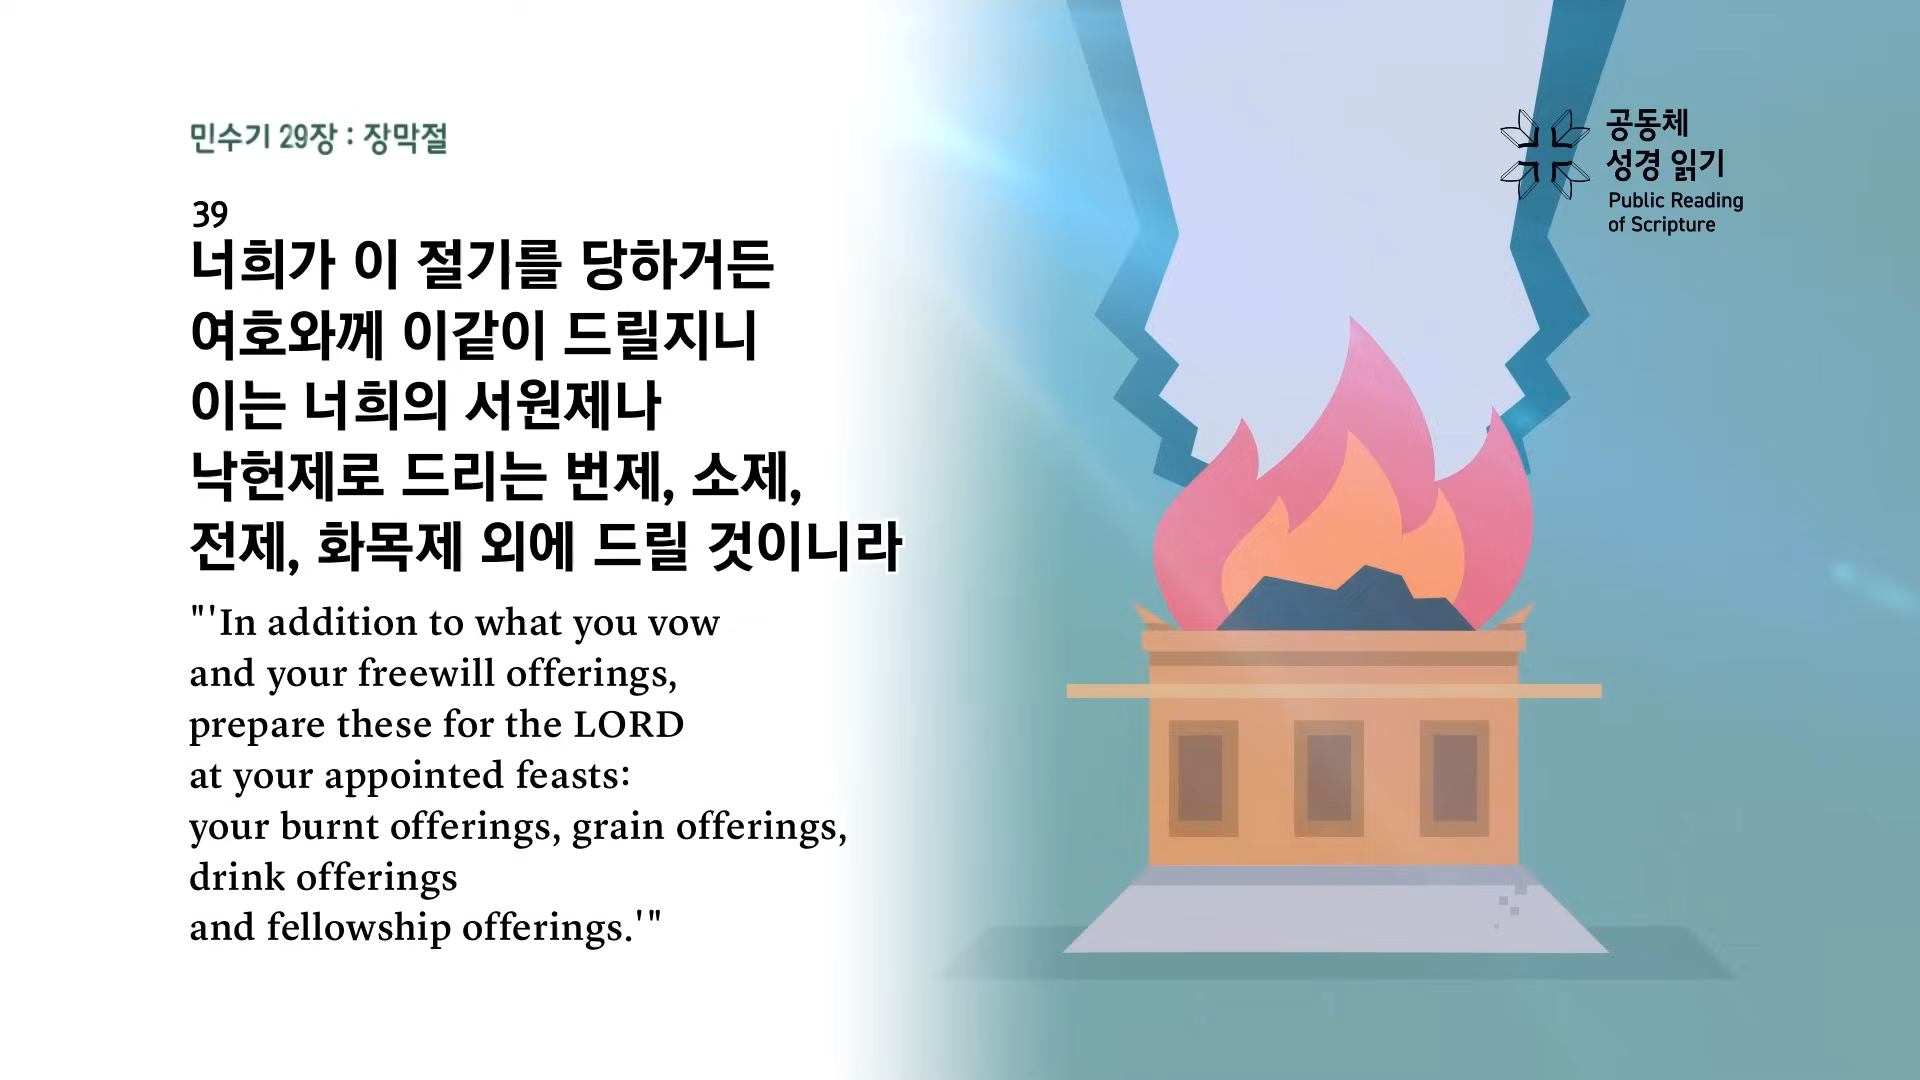 민수기 29장 : 장막절
공동체
성경 읽기
Public Reading
of Scripture
39
너희가 이 절기를 당하거든
여호와께 이같이 드릴지니
이는 너희의 서원제나
낙헌제로 드리는 번제, 소제,
전제, 화목제 외에 드릴 것이니라
"'In addition to what you vow
and your freewill offerings,
prepare these for the LORD
at your appointed feasts:
your burnt offerings, grain offerings,
drink offerings
and fellowship offerings.'"